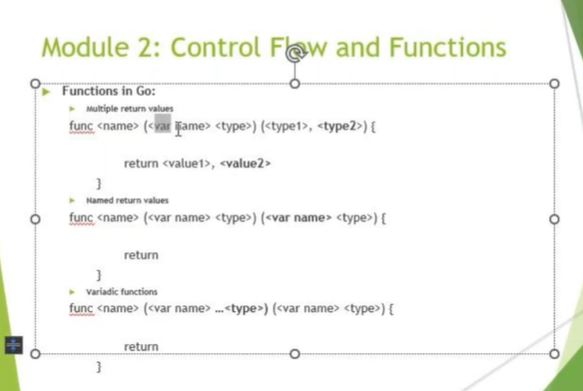 Module 2: Control Flow and Functions
Functions in Go:
Multiple return values
func <name> (<var name> <type>) (<type1>, <type2>) {
return <value1>, <value2>
}
Named return values
func <name> (<var name> <type>) (<var name> <type>) {
return
}
Variadic functions
func <name> (<var name> ...<type>) (<var name> <type>) {
return
}